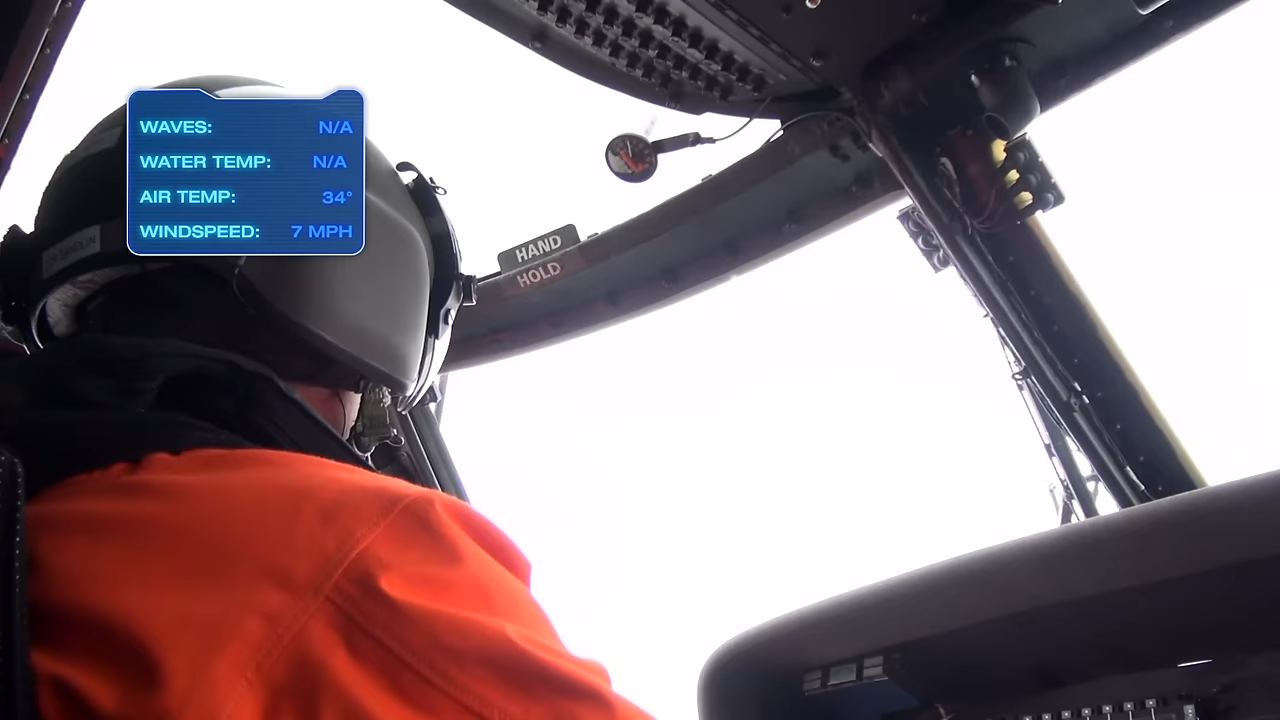 WAVES: N/A
WATER TEMP: N/A
AIR TEMP: 34°
WINDSPEED: 7 MPH
HAND
HOLD